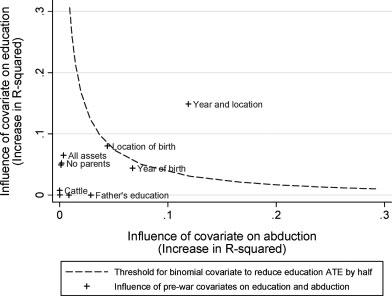 Influence of covariate on education
(Increase in R-squared)
.3
.2
.1
0
Year and location
Location of birth
All assets
No parents
Year of birth
Cattle
Father's education
0
.1
.2
.3
Influence of covariate on abduction
(Increase in R-squared)
Threshold for binomial covariate to reduce education ATE by half
Influence of pre-war covariates on education and abduction